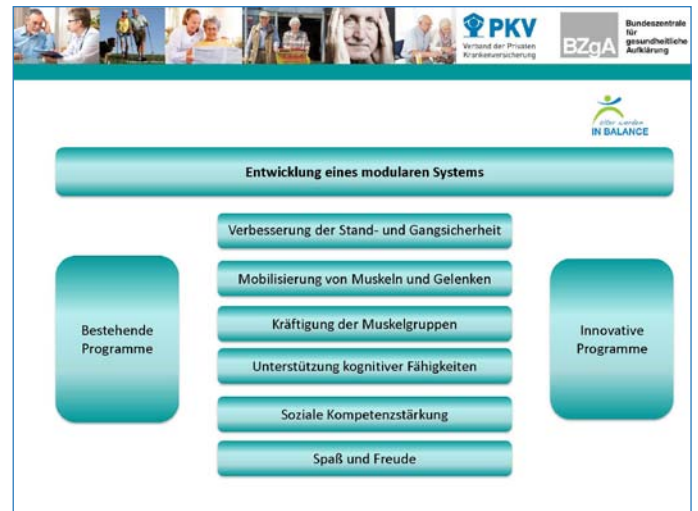 PKV
Verband der Privaten
Krankenversicherung
BZgA
Bundeszentrale
für
gesundheitliche
Aufklärung
älter werden
IN BALANCE
Entwicklung eines modularen Systems
Verbesserung der Stand- und Gangsicherheit
Mobilisierung von Muskeln und Gelenken
Bestehende
Programme
Kräftigung der Muskelgruppen
Unterstützung kognitiver Fähigkeiten
Innovative
Programme
Soziale Kompetenzstärkung
Spaß und Freude